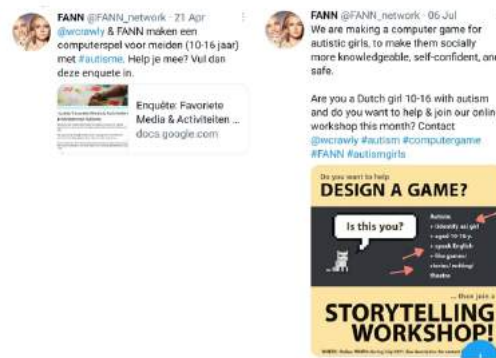 FANN @FANN_network · 21 Apr
@wcrawly & FANN maken een
computerspel voor meiden (10-16 jaar)
met #autisme. Help je mee? Vul dan
deze enquete in.
Enquête: Favoriete
Media & Activiteiten ...
docs.google.com
FANN @FANN_network · 06 Jul
We are making a computer game for
autistic girls, to make them socially
more knowledgeable, self-confident, and
safe.
Are you a Dutch girl 10-16 with autism
and do you want to help & join our onlin
workshop this month? Contact
@wcrawly #autism #computergame
#FANN #autismgirls
Do you want to help
DESIGN A GAME?
Is this you?
Autism
+ identify as girl
+ aged 10-16 y.
+ speak English
+ like games/
stories/ writing/
theatre
... then join a
STORYTELLING
WORKSHOP!